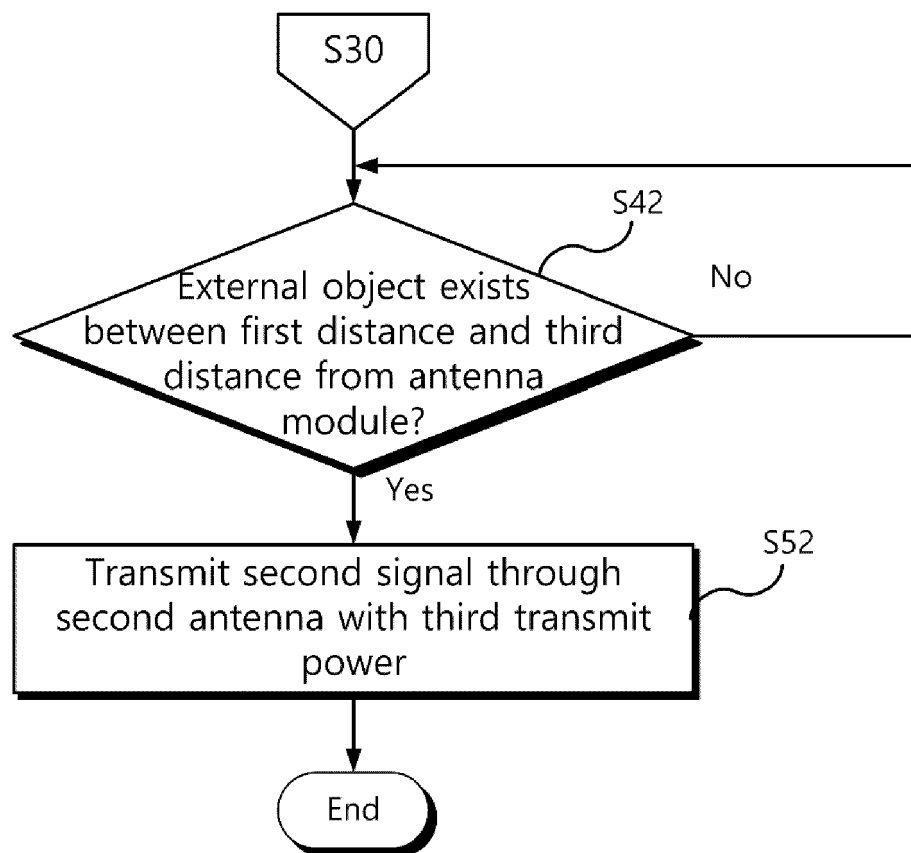 S30
S42
External object exists
between first distance and third
distance from antenna
module?
No
Yes
S52
Transmit second signal through
second antenna with third transmit
power
End